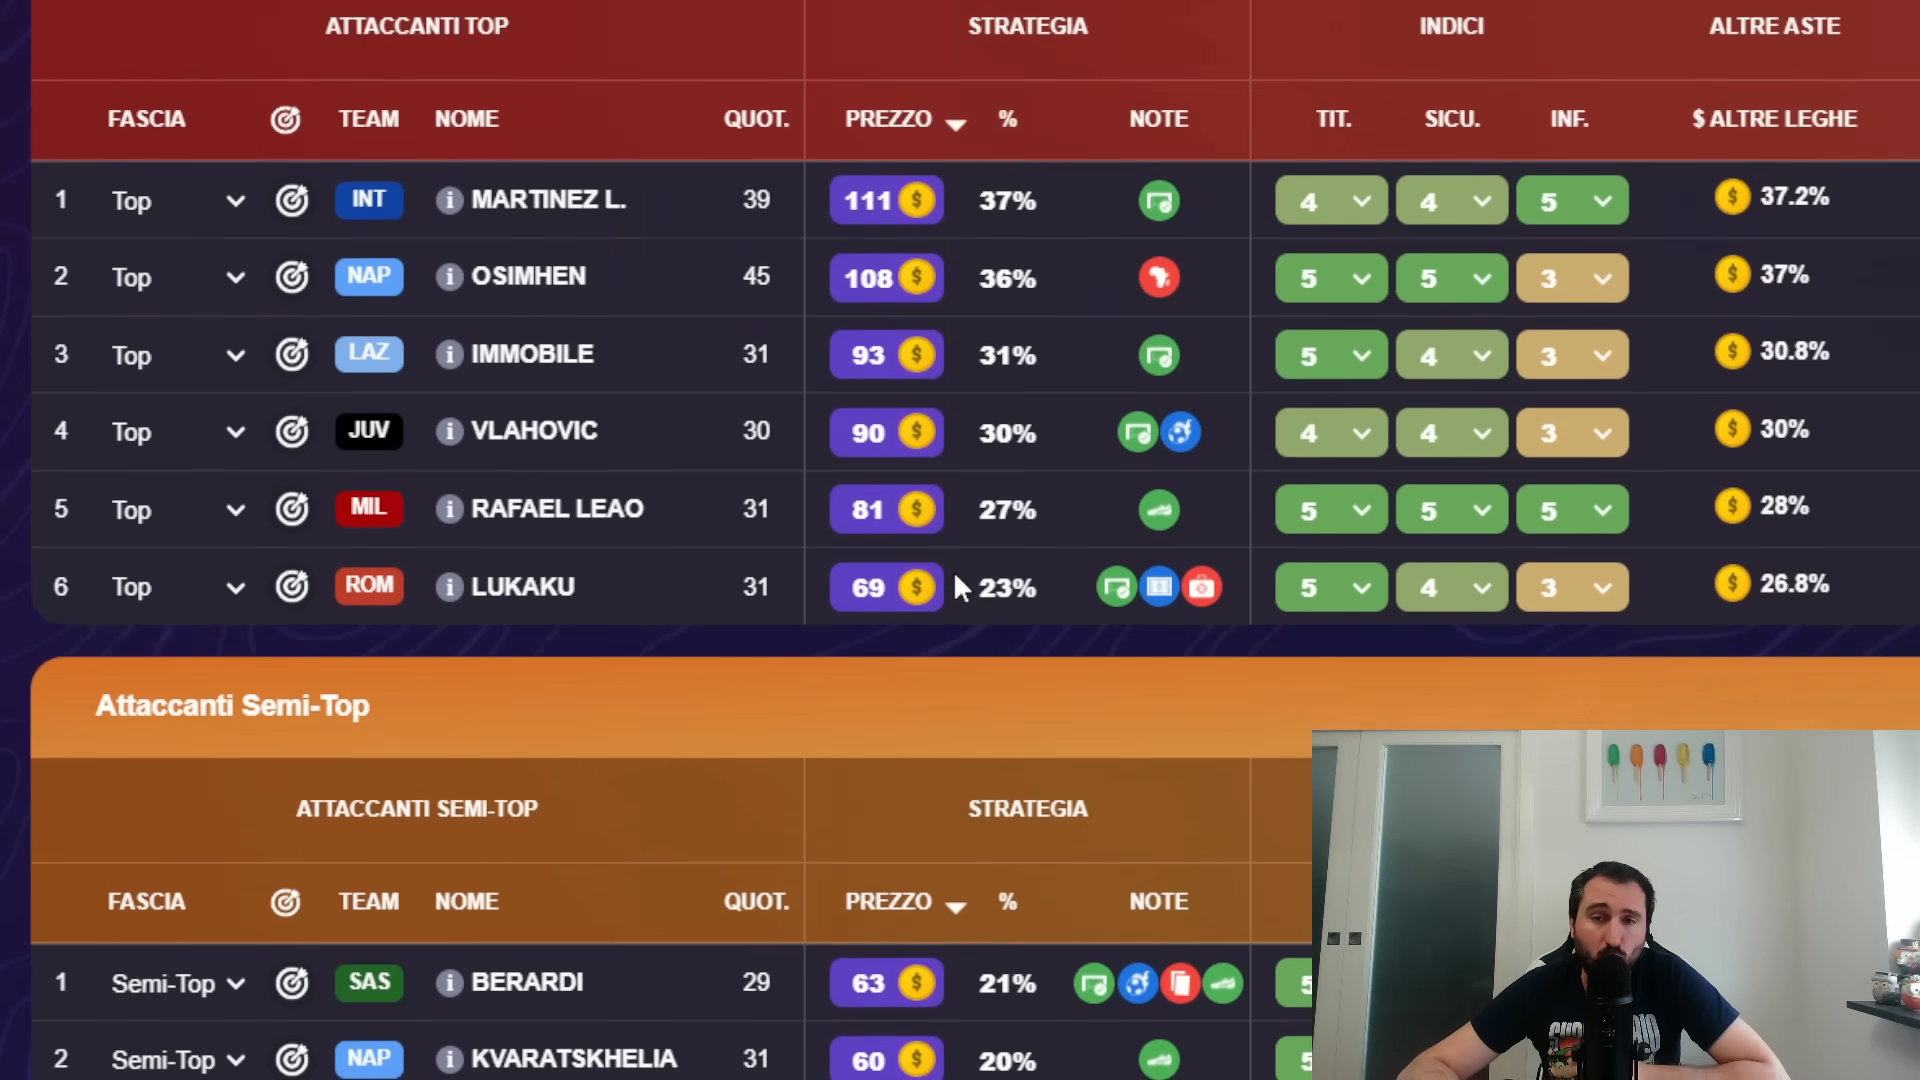 ATTACCANTI TOP STRATEGIA INDICI ALTRE ASTE
FASCIA TEAM NOME QUOT. PREZZO % NOTE TIT. SICU. INF. $ ALTRE LEGHE
1 Top INT i MARTINEZ L. 39 111 $ 37% 4 4 5 $ 37.2%
2 Top NAP i OSIMHEN 45 108 $ 36% 5 5 3 $ 37%
3 Top LAZ i IMMOBILE 31 93 $ 31% 5 4 3 $ 30.8%
4 Top JUV i VLAHOVIC 30 90 $ 30% 4 4 3 $ 30%
5 Top MIL i RAFAEL LEAO 31 81 $ 27% 5 5 5 $ 28%
6 Top ROM i LUKAKU 31 69 $ 23% 5 4 3 $ 26.8%
Attaccanti Semi-Top
ATTACCANTI SEMI-TOP STRATEGIA
FASCIA TEAM NOME QUOT. PREZZO % NOTE
1 Semi-Top SAS i BERARDI 29 63 $ 21% 5
2 Semi-Top NAP i KVARATSKHELIA 31 60 $ 20% 5